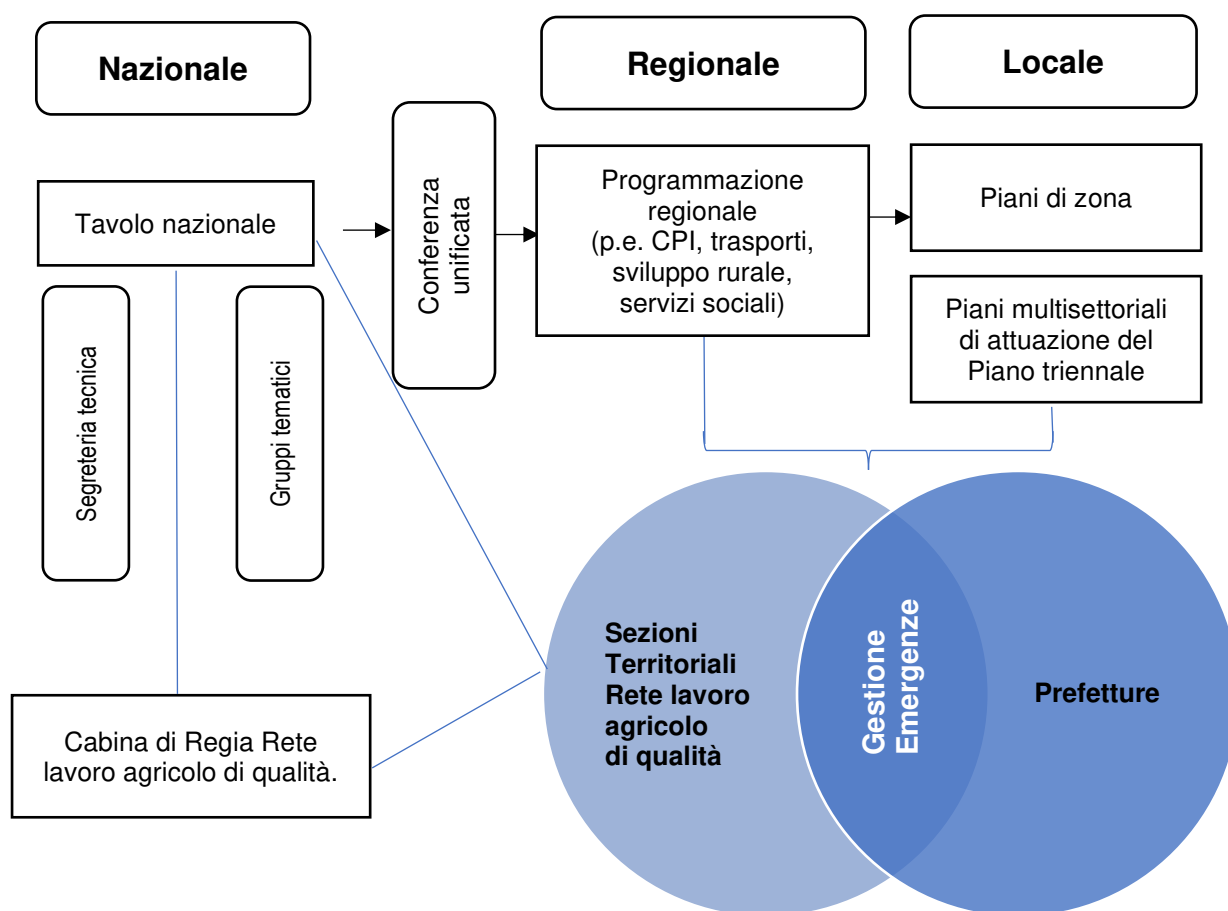 Nazionale
Regionale
Locale
Tavolo nazionale
Conferenza
unificata
Programmazione
regionale
(p.e. CPI, trasporti,
sviluppo rurale,
servizi sociali)
Piani di zona
Piani multisettoriali
di attuazione del
Piano triennale
Segreteria tecnica
Gruppi tematici
Cabina di Regia Rete
lavoro agricolo di qualità.
Sezioni
Territoriali
Rete lavoro
agricolo
di qualità
Gestione
Emergenze
Prefetture